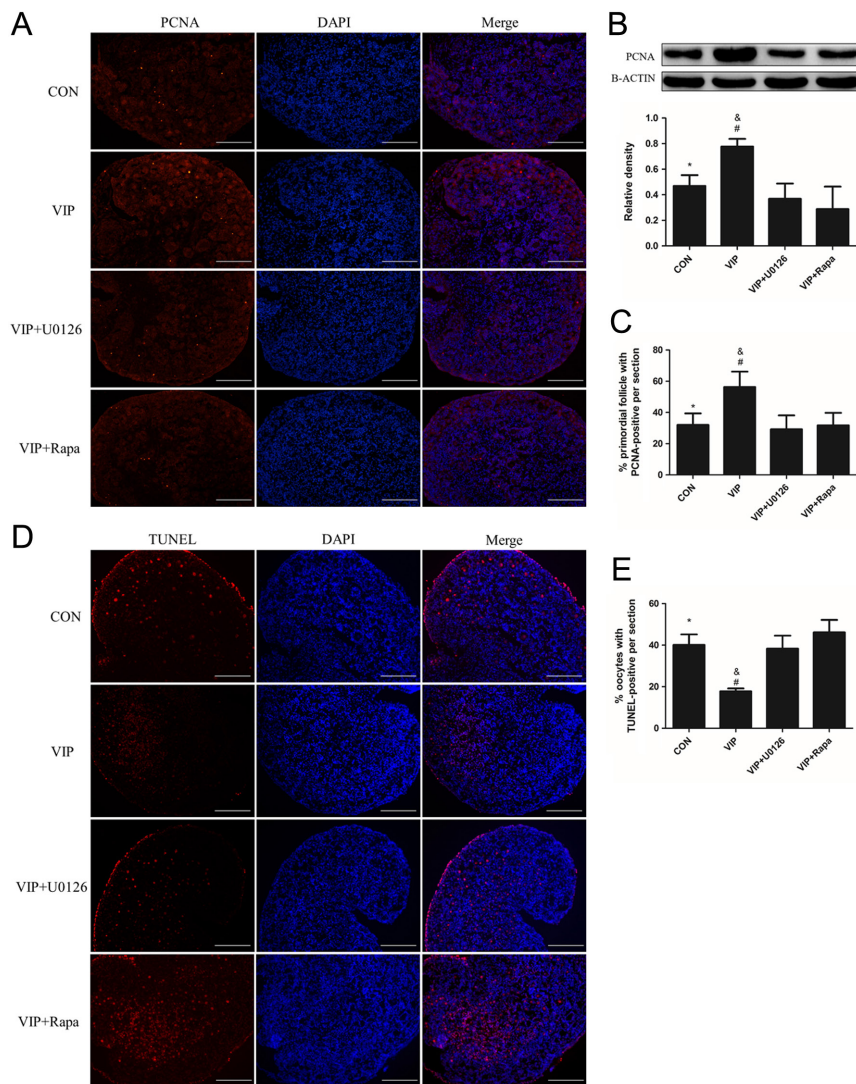 A
PCNA DAPI Merge
CON
VIP
VIP+U0126
VIP+Rapa
B
PCNA
B-ACTIN
&
#
*
Relative density
1.0
0.8
0.6
0.4
0.2
0.0
CON VIP VIP+U0126 VIP+Rapa
C
&
#
*
% primordial follicle with
PCNA-positive per section
80
60
40
20
0
CON VIP VIP+U0126 VIP+Rapa
D
TUNEL DAPI Merge
CON
VIP
VIP+U0126
VIP+Rapa
E
*
&
#
% oocytes with
TUNEL-positive per section
60
40
20
0
CON VIP VIP+U0126 VIP+Rapa